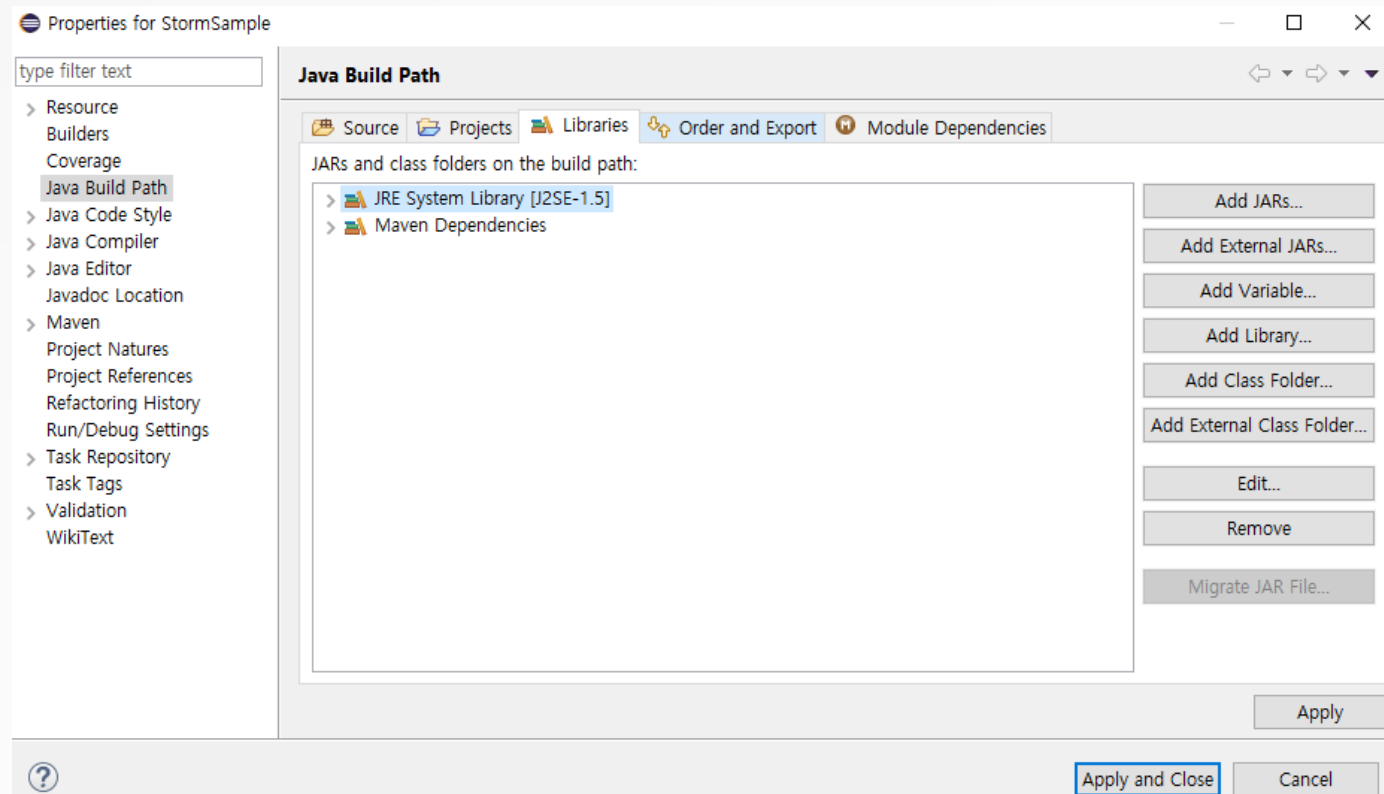 Properties for StormSample
type filter text
Resource
Builders
Coverage
Java Build Path
Java Code Style
Java Compiler
Java Editor
Javadoc Location
Maven
Project Natures
Project References
Refactoring History
Run/Debug Settings
Task Repository
Task Tags
Validation
WikiText
Java Build Path
Source Projects Libraries Order and Export Module Dependencies
JARs and class folders on the build path:
JRE System Library [J2SE-1.5]
Maven Dependencies
Add JARs...
Add External JARs...
Add Variable...
Add Library...
Add Class Folder...
Add External Class Folder...
Edit...
Remove
Migrate JAR File...
Apply
Apply and Close Cancel